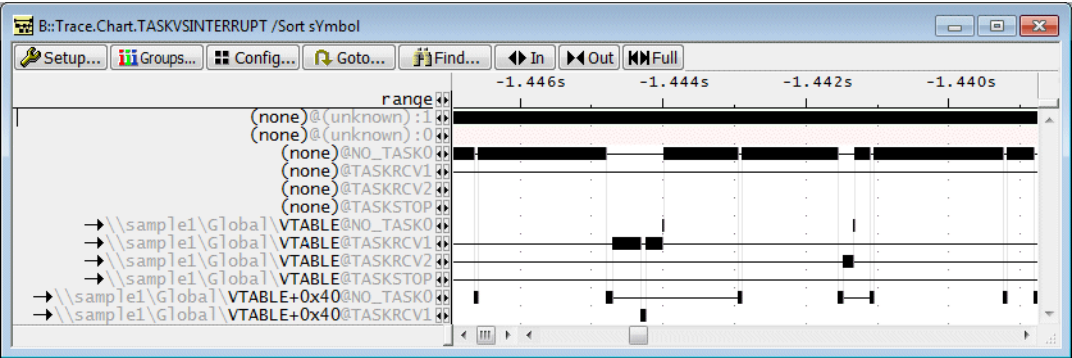 B::Trace.Chart.TASKVSINTERRUPT /Sort sYmbol
Setup... Groups... Config... Goto... Find... In Out Full
-1.446s -1.444s -1.442s -1.440s
range
(none)@(unknown):1
(none)@(unknown):0
(none)@NO_TASK0
(none)@TASKRCV1
(none)@TASKRCV2
(none)@TASKSTOP
\\sample1\Global\VTABLE@NO_TASK0
\\sample1\Global\VTABLE@TASKRCV1
\\sample1\Global\VTABLE@TASKRCV2
\\sample1\Global\VTABLE@TASKSTOP
\\sample1\Global\VTABLE+0x40@NO_TASK0
\\sample1\Global\VTABLE+0x40@TASKRCV1